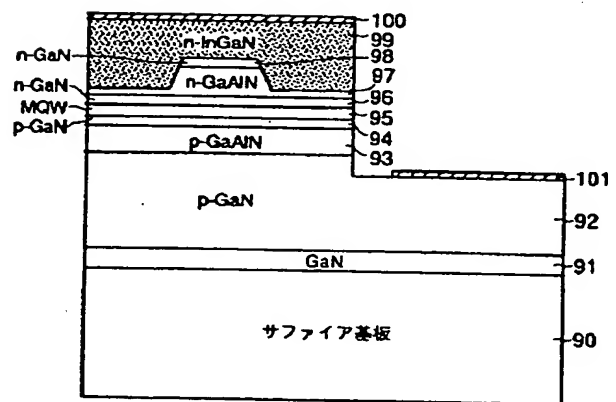 100
n-InGaN 99
n-GaN 98
n-GaAlN 97
n-GaN 96
MQW 95
p-GaN 94
p-GaAlN 93
101
p-GaN 92
GaN 91
サファイア基板 90